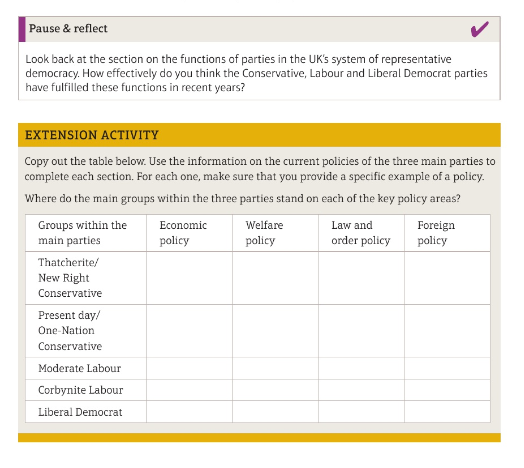 Pause & reflect
Look back at the section on the functions of parties in the UK's system of representative
democracy. How effectively do you think the Conservative, Labour and Liberal Democrat parties
have fulfilled these functions in recent years?
EXTENSION ACTIVITY
Copy out the table below. Use the information on the current policies of the three main parties to
complete each section. For each one, make sure that you provide a specific example of a policy.
Where do the main groups within the three parties stand on each of the key policy areas?
Groups within the
main parties
Economic
policy
Welfare
policy
Law and
order policy
Foreign
policy
Thatcherite/
New Right
Conservative
Present day/
One-Nation
Conservative
Moderate Labour
Corbynite Labour
Liberal Democrat